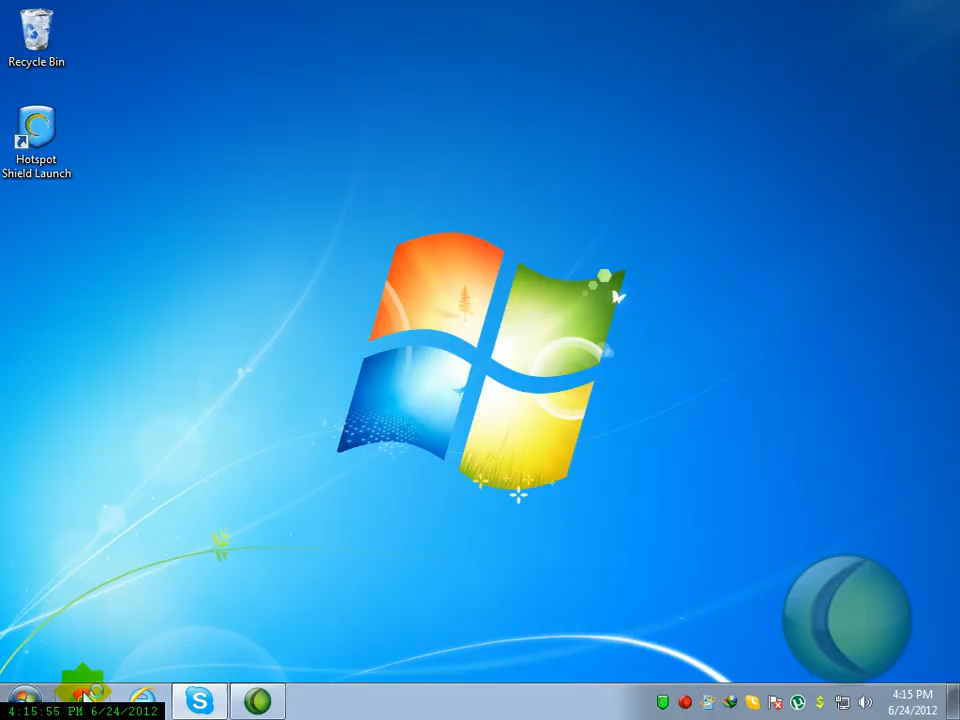 Recycle Bin
Hotspot
Shield Launch
4:15 PM
6/24/2012
4:15:55 PM 6/24/2012